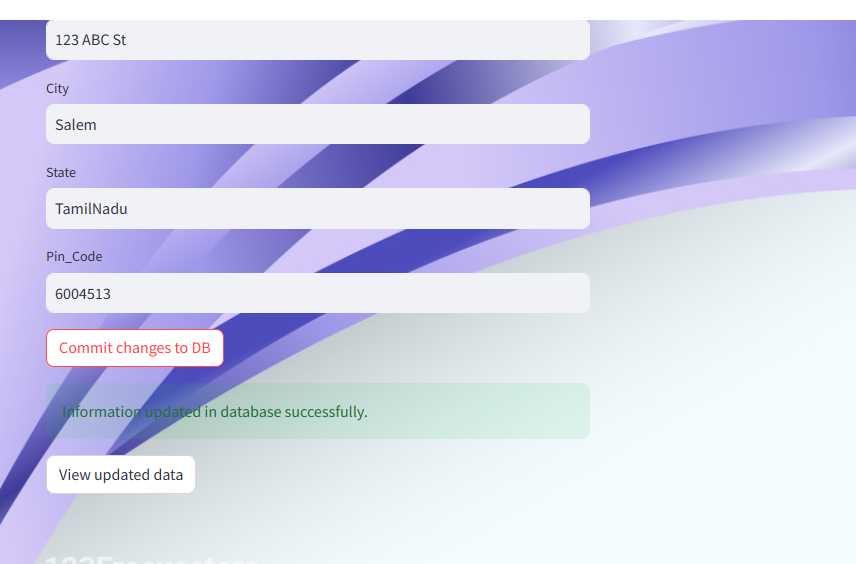 123 ABC St
City
Salem
State
TamilNadu
Pin_Code
6004513
Commit changes to DB
Information updated in database successfully.
View updated data